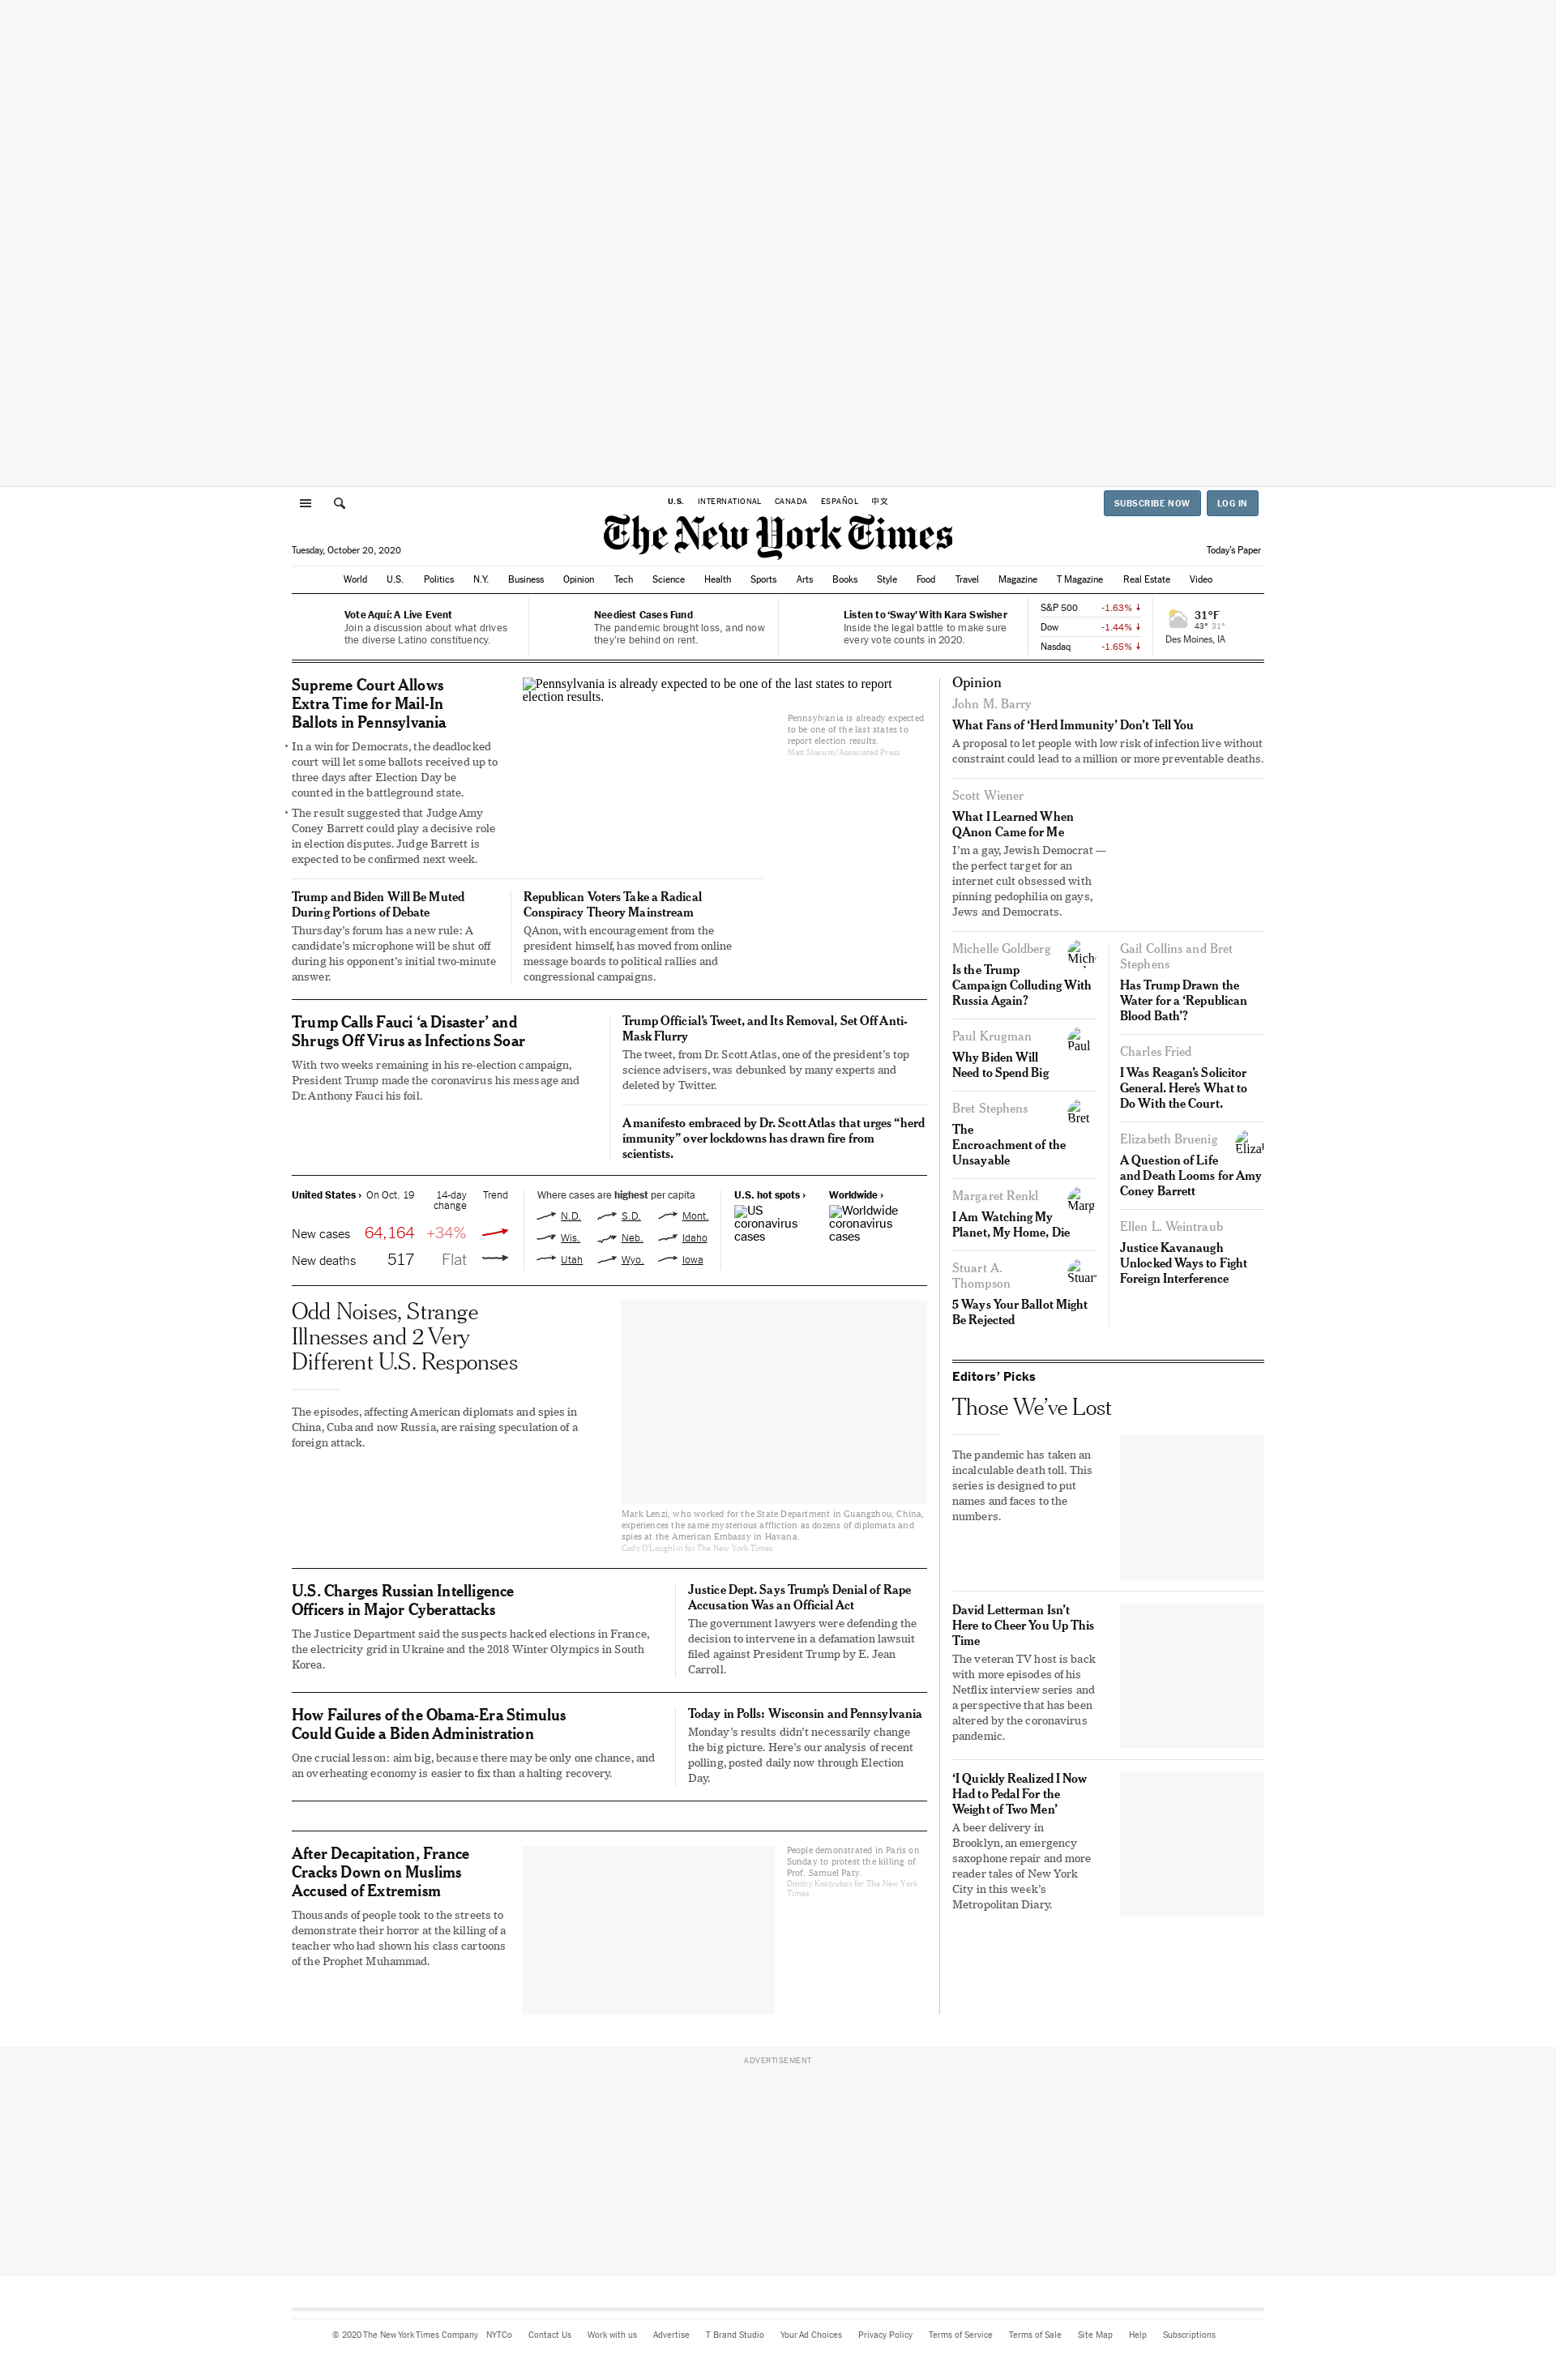 U.S. INTERNATIONAL CANADA ESPAÑOL 中文
SUBSCRIBE NOW LOG IN
The New York Times
Tuesday, October 20, 2020
Today's Paper
World U.S. Politics N.Y. Business Opinion Tech Science Health Sports Arts Books Style Food Travel Magazine T Magazine Real Estate Video
Vote Aquí: A Live Event
Join a discussion about what drives
the diverse Latino constituency.
Neediest Cases Fund
The pandemic brought loss, and now
they're behind on rent.
Listen to ‘Sway’ With Kara Swisher
Inside the legal battle to make sure
every vote counts in 2020.
S&P 500 -1.63%
Dow -1.44%
Nasdaq -1.65%
31°F
43° 31°
Des Moines, IA
Supreme Court Allows
Extra Time for Mail-In
Ballots in Pennsylvania
• In a win for Democrats, the deadlocked
court will let some ballots received up to
three days after Election Day be
counted in the battleground state.
• The result suggested that Judge Amy
Coney Barrett could play a decisive role
in election disputes. Judge Barrett is
expected to be confirmed next week.
Pennsylvania is already expected to be one of the last states to report
election results.
Pennsylvania is already expected
to be one of the last states to
report election results.
Matt Slocum/Associated Press
Trump and Biden Will Be Muted
During Portions of Debate
Thursday’s forum has a new rule: A
candidate’s microphone will be shut off
during his opponent’s initial two-minute
answer.
Republican Voters Take a Radical
Conspiracy Theory Mainstream
QAnon, with encouragement from the
president himself, has moved from online
message boards to political rallies and
congressional campaigns.
Trump Calls Fauci ‘a Disaster’ and
Shrugs Off Virus as Infections Soar
With two weeks remaining in his re-election campaign,
President Trump made the coronavirus his message and
Dr. Anthony Fauci his foil.
Trump Official’s Tweet, and Its Removal, Set Off Anti-
Mask Flurry
The tweet, from Dr. Scott Atlas, one of the president’s top
science advisers, was debunked by many experts and
deleted by Twitter.
A manifesto embraced by Dr. Scott Atlas that urges “herd
immunity” over lockdowns has drawn fire from
scientists.
United States › On Oct. 19 14-day
change Trend
New cases 64,164 +34%
New deaths 517 Flat
Where cases are highest per capita
N.D. S.D. Mont.
Wis. Neb. Idaho
Utah Wyo. Iowa
U.S. hot spots ›
US
coronavirus
cases
Worldwide ›
Worldwide
coronavirus
cases
Odd Noises, Strange
Illnesses and 2 Very
Different U.S. Responses
The episodes, affecting American diplomats and spies in
China, Cuba and now Russia, are raising speculation of a
foreign attack.
Mark Lenzi, who worked for the State Department in Guangzhou, China,
experiences the same mysterious affliction as dozens of diplomats and
spies at the American Embassy in Havana.
Cody O’Loughlin for The New York Times
U.S. Charges Russian Intelligence
Officers in Major Cyberattacks
The Justice Department said the suspects hacked elections in France,
the electricity grid in Ukraine and the 2018 Winter Olympics in South
Korea.
Justice Dept. Says Trump’s Denial of Rape
Accusation Was an Official Act
The government lawyers were defending the
decision to intervene in a defamation lawsuit
filed against President Trump by E. Jean
Carroll.
How Failures of the Obama-Era Stimulus
Could Guide a Biden Administration
One crucial lesson: aim big, because there may be only one chance, and
an overheating economy is easier to fix than a halting recovery.
Today in Polls: Wisconsin and Pennsylvania
Monday’s results didn’t necessarily change
the big picture. Here’s our analysis of recent
polling, posted daily now through Election
Day.
After Decapitation, France
Cracks Down on Muslims
Accused of Extremism
Thousands of people took to the streets to
demonstrate their horror at the killing of a
teacher who had shown his class cartoons
of the Prophet Muhammad.
People demonstrated in Paris on
Sunday to protest the killing of
Prof. Samuel Paty.
Dmitry Kostyukov for The New York
Times
Opinion
John M. Barry
What Fans of ‘Herd Immunity’ Don’t Tell You
A proposal to let people with low risk of infection live without
constraint could lead to a million or more preventable deaths.
Scott Wiener
What I Learned When
QAnon Came for Me
I’m a gay, Jewish Democrat —
the perfect target for an
internet cult obsessed with
pinning pedophilia on gays,
Jews and Democrats.
Michelle Goldberg
Is the Trump
Campaign Colluding With
Russia Again?
Paul Krugman
Paul
Why Biden Will
Need to Spend Big
Bret Stephens
Bret
The
Encroachment of the
Unsayable
Margaret Renkl
I Am Watching My
Planet, My Home, Die
Stuart A.
Thompson
5 Ways Your Ballot Might
Be Rejected
Gail Collins and Bret
Stephens
Has Trump Drawn the
Water for a ‘Republican
Blood Bath’?
Charles Fried
I Was Reagan’s Solicitor
General. Here’s What to
Do With the Court.
Elizabeth Bruenig
A Question of Life
and Death Looms for Amy
Coney Barrett
Ellen L. Weintraub
Justice Kavanaugh
Unlocked Ways to Fight
Foreign Interference
Editors’ Picks
Those We’ve Lost
The pandemic has taken an
incalculable death toll. This
series is designed to put
names and faces to the
numbers.
David Letterman Isn’t
Here to Cheer You Up This
Time
The veteran TV host is back
with more episodes of his
Netflix interview series and
a perspective that has been
altered by the coronavirus
pandemic.
‘I Quickly Realized I Now
Had to Pedal For the
Weight of Two Men’
A beer delivery in
Brooklyn, an emergency
saxophone repair and more
reader tales of New York
City in this week’s
Metropolitan Diary.
ADVERTISEMENT
© 2020 The New York Times Company NYTCo Contact Us Work with us Advertise T Brand Studio Your Ad Choices Privacy Policy Terms of Service Terms of Sale Site Map Help Subscriptions